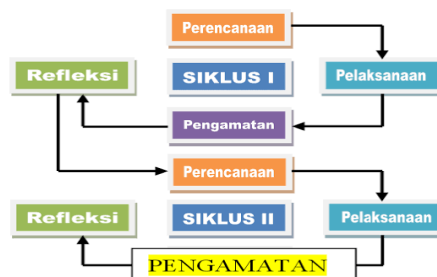 Perencanaan
Refleksi
SIKLUS I
Pelaksanaan
Pengamatan
Perencanaan
Refleksi
SIKLUS II
Pelaksanaan
PENGAMATAN